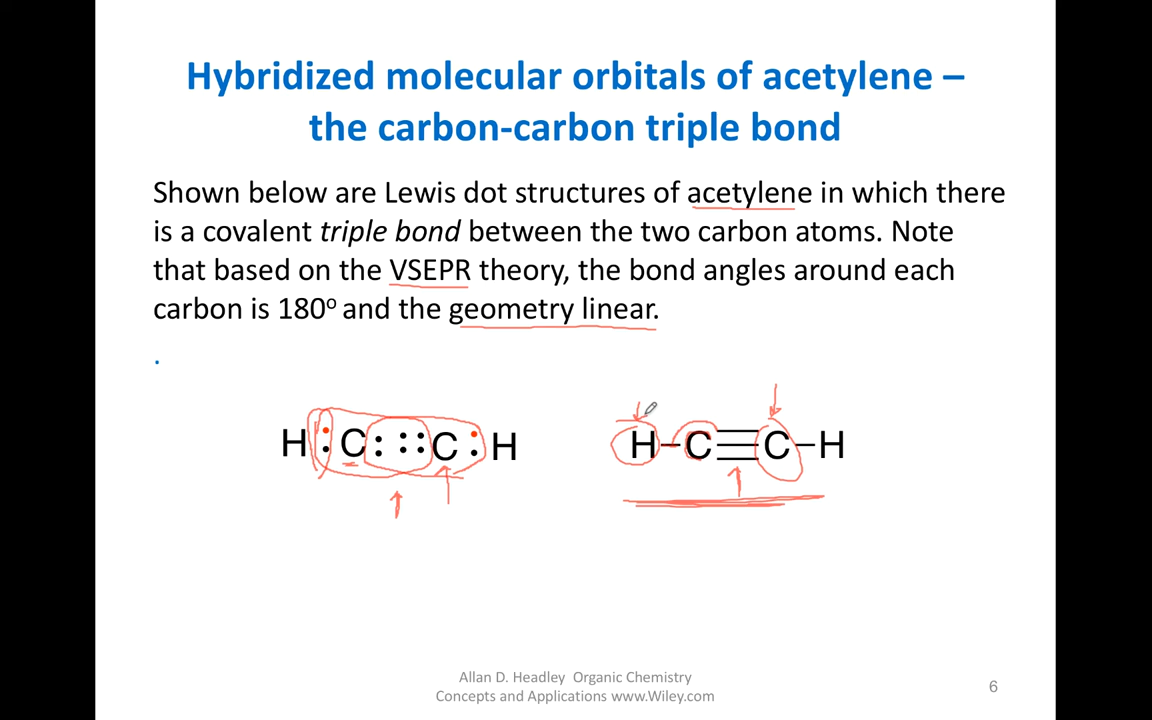 Hybridized molecular orbitals of acetylene –
the carbon-carbon triple bond
Shown below are Lewis dot structures of acetylene in which there
is a covalent triple bond between the two carbon atoms. Note
that based on the VSEPR theory, the bond angles around each
carbon is 180º and the geometry linear.
.
H:C:::C:H H–C≡C–H
Allan D. Headley Organic Chemistry
Concepts and Applications www.Wiley.com
6